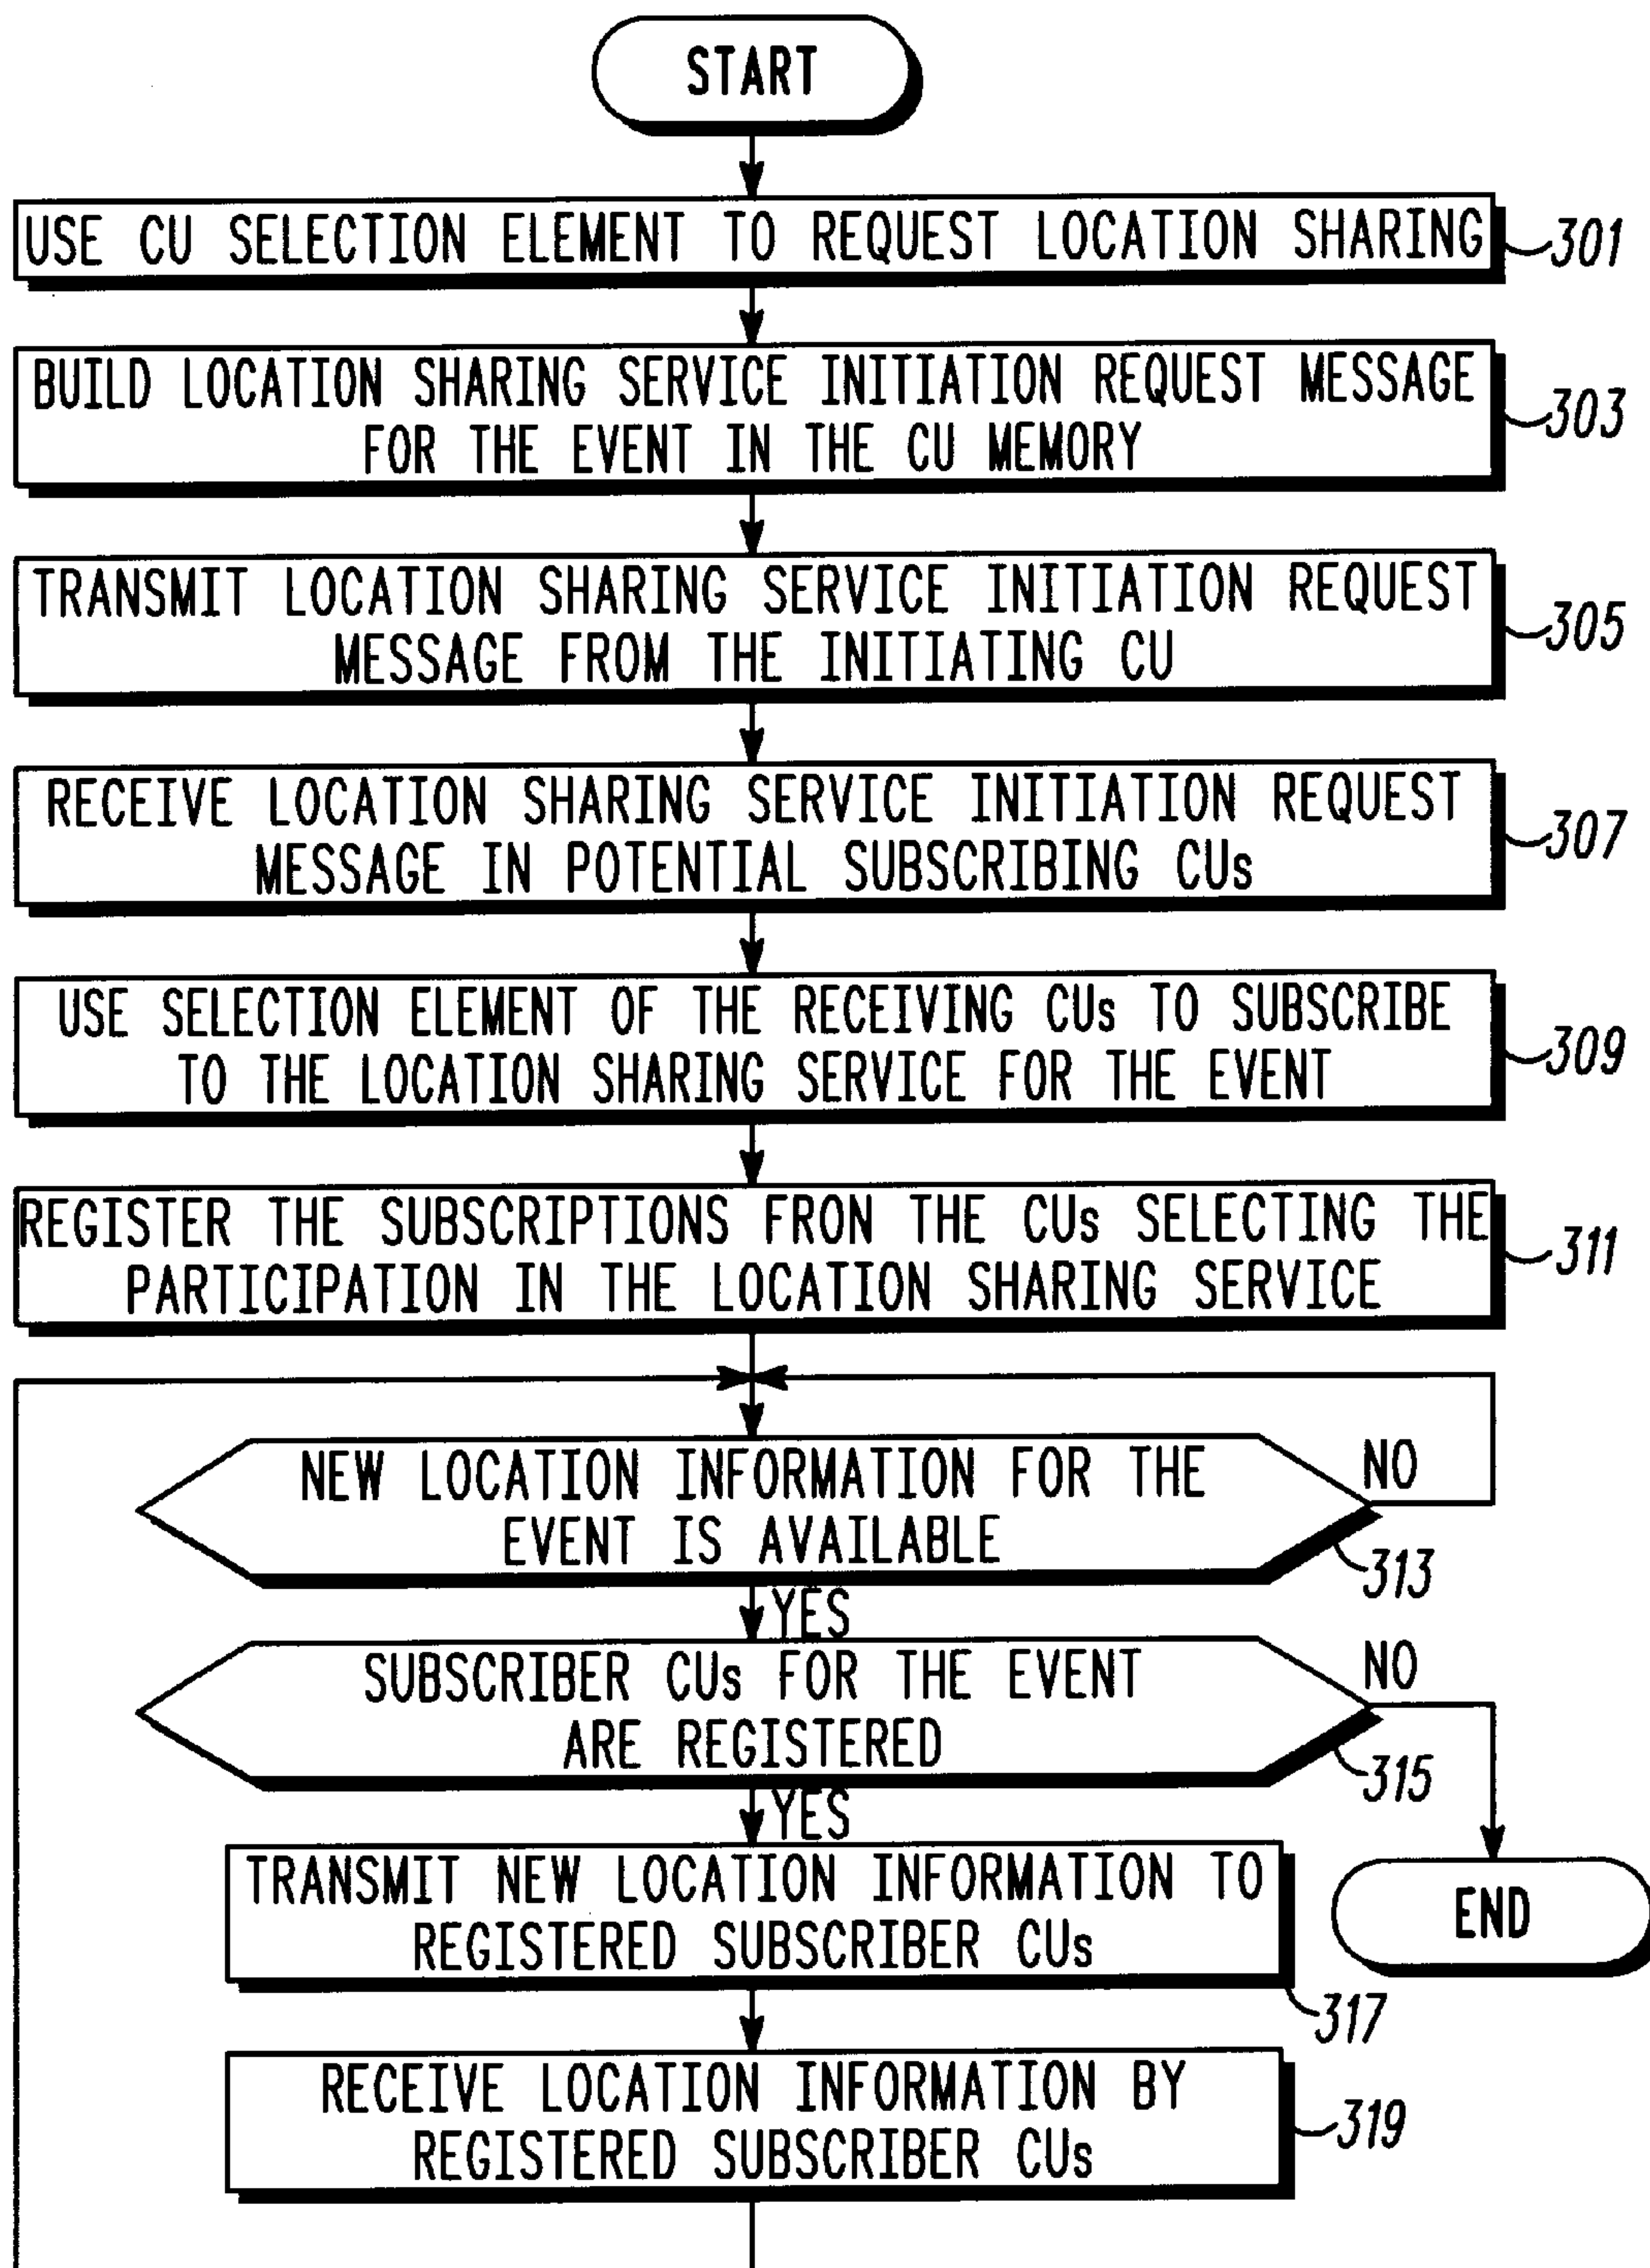 START
USE CU SELECTION ELEMENT TO REQUEST LOCATION SHARING
301
BUILD LOCATION SHARING SERVICE INITIATION REQUEST MESSAGE
FOR THE EVENT IN THE CU MEMORY
303
TRANSMIT LOCATION SHARING SERVICE INITIATION REQUEST
MESSAGE FROM THE INITIATING CU
305
RECEIVE LOCATION SHARING SERVICE INITIATION REQUEST
MESSAGE IN POTENTIAL SUBSCRIBING CUs
307
USE SELECTION ELEMENT OF THE RECEIVING CUs TO SUBSCRIBE
TO THE LOCATION SHARING SERVICE FOR THE EVENT
309
REGISTER THE SUBSCRIPTIONS FRON THE CUs SELECTING THE
PARTICIPATION IN THE LOCATION SHARING SERVICE
311
NEW LOCATION INFORMATION FOR THE
EVENT IS AVAILABLE
NO
313
YES
SUBSCRIBER CUs FOR THE EVENT
ARE REGISTERED
NO
315
YES
TRANSMIT NEW LOCATION INFORMATION TO
REGISTERED SUBSCRIBER CUs
END
317
RECEIVE LOCATION INFORMATION BY
REGISTERED SUBSCRIBER CUs
319